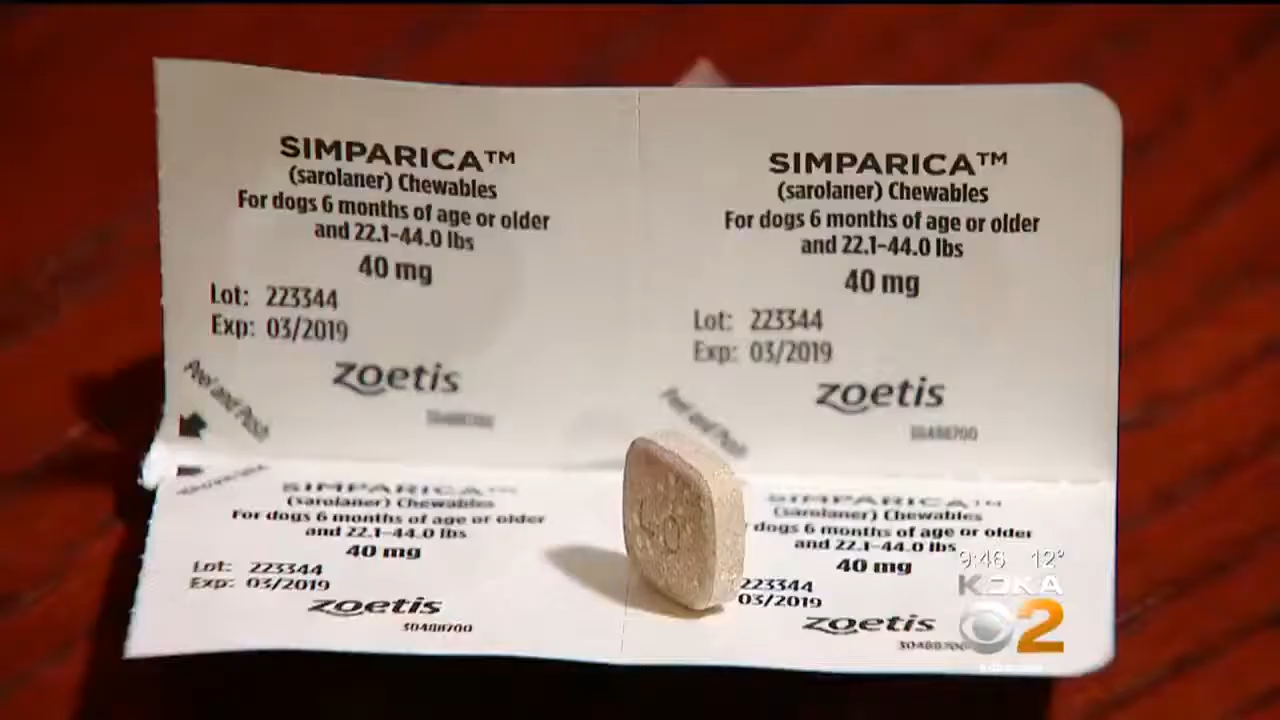 SIMPARICA™
(sarolaner) Chewables
For dogs 6 months of age or older
and 22.1–44.0 lbs
40 mg
Lot: 223344
Exp: 03/2019
Peel and Push
zoetis
SIMPARICA™
(sarolaner) Chewables
For dogs 6 months of age or older
and 22.1–44.0 lbs
40 mg
Lot: 223344
Exp: 03/2019
Peel and Push
zoetis
30488700
SIMPARICA™
(sarolaner) Chewables
For dogs 6 months of age or older
and 22.1–44.0 lbs
40 mg
Lot: 223344
Exp: 03/2019
zoetis
30488700
40
SIMPARICA™
(sarolaner) Chewables
dogs 6 months of age or older
and 22.1–44.0 lbs
40 mg
223344
03/2019
zoetis
30488700
9:46 12°
KDKA
2